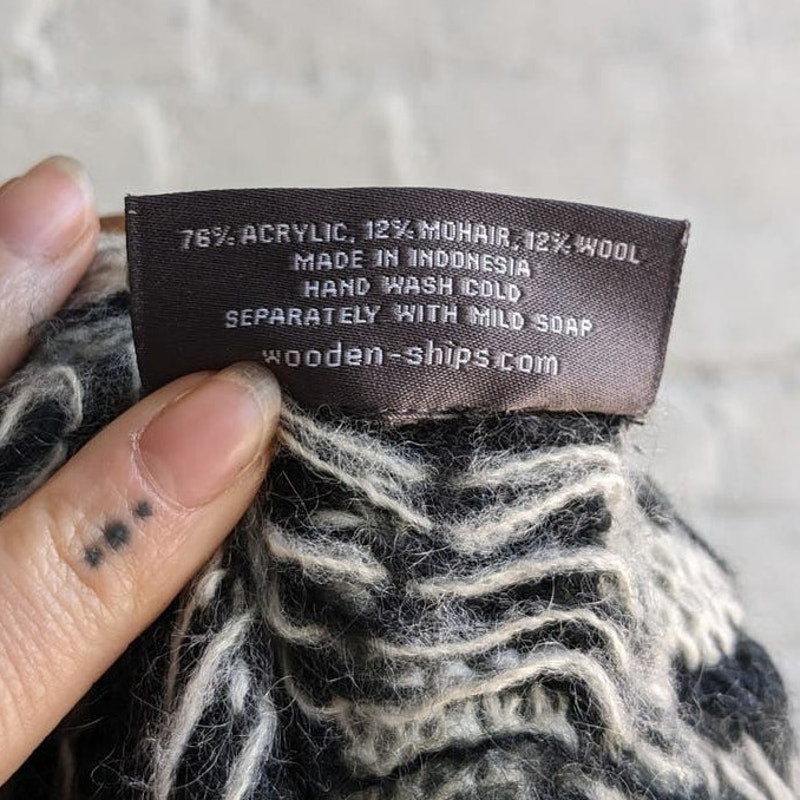 76% ACRYLIC, 12% MOHAIR, 12% WOOL
MADE IN INDONESIA
HAND WASH COLD
SEPARATELY WITH MILD SOAP
wooden-ships.com